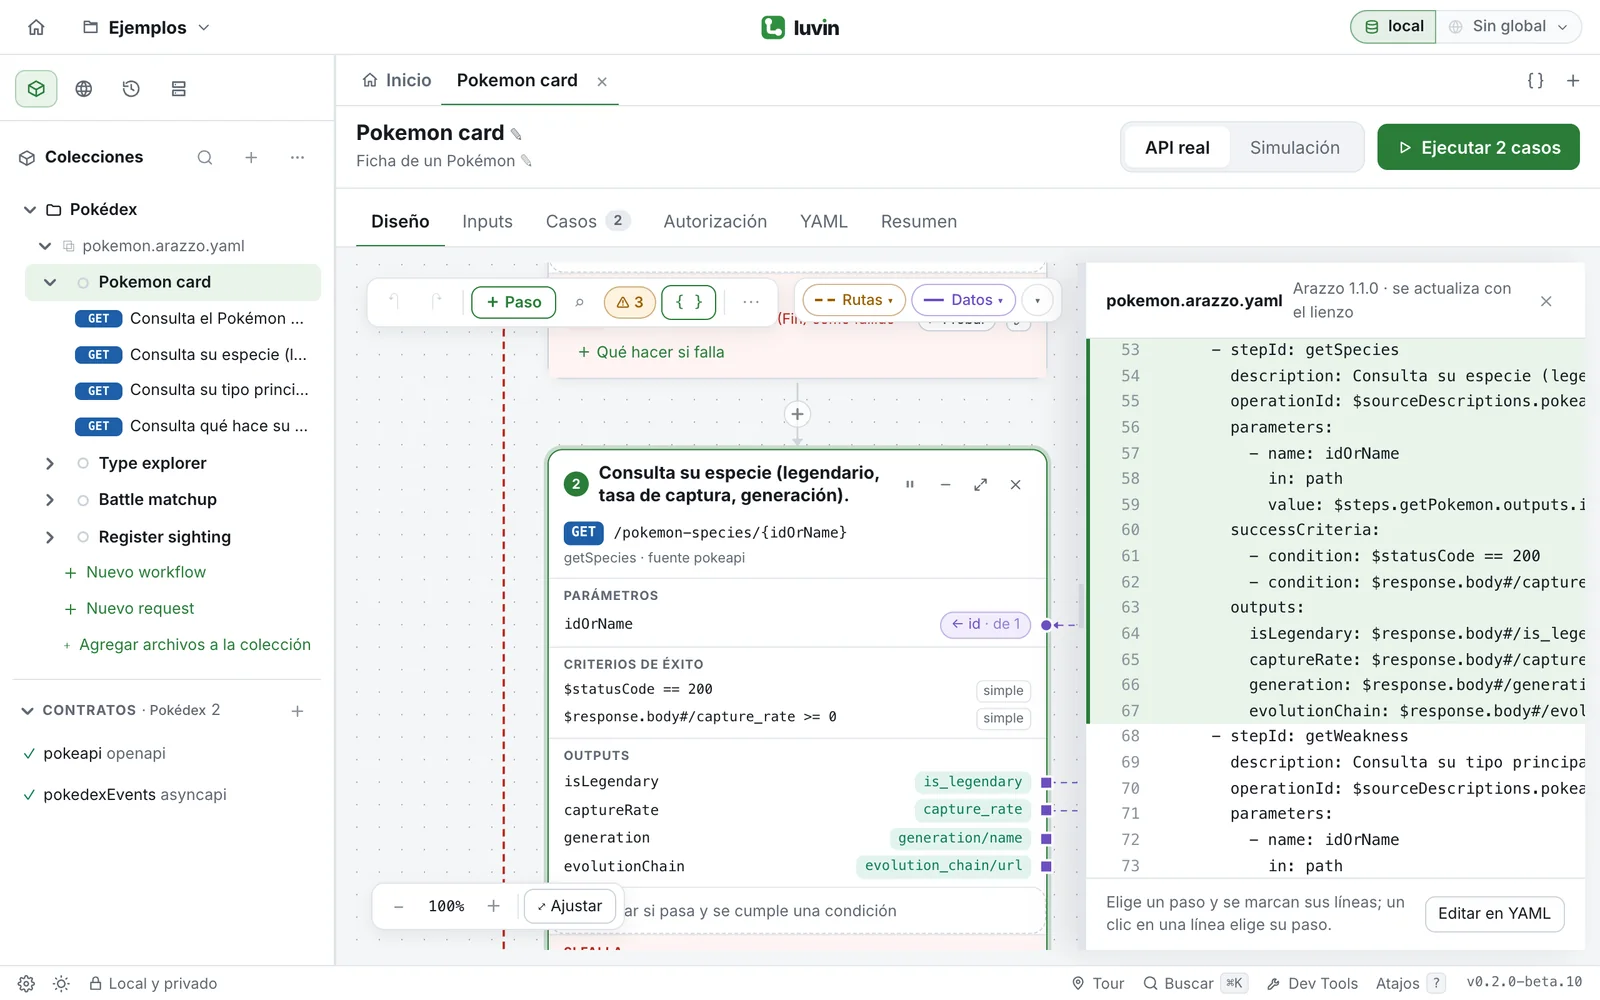 Ejemplos
luvin
local
Sin global
Inicio
Pokemon card
Pokemon card
Ficha de un Pokémon
API real
Simulación
Ejecutar 2 casos
Colecciones
Pokédex
pokemon.arazzo.yaml
Pokemon card
GET Consulta el Pokémon ...
GET Consulta su especie (l...
GET Consulta su tipo princi...
GET Consulta qué hace su ...
Type explorer
Battle matchup
Register sighting
+ Nuevo workflow
+ Nuevo request
+ Agregar archivos a la colección
CONTRATOS · Pokédex 2
pokeapi openapi
pokedexEvents asyncapi
Diseño
Inputs
Casos 2
Autorización
YAML
Resumen
+ Paso
3
{ }
...
Rutas
Datos
+ Qué hacer si falla
2
Consulta su especie (legendario,
tasa de captura, generación).
GET /pokemon-species/{idOrName}
getSpecies · fuente pokeapi
PARÁMETROS
idOrName
← id · de 1
CRITERIOS DE ÉXITO
$statusCode == 200
simple
$response.body#/capture_rate >= 0
simple
OUTPUTS
isLegendary
is_legendary
captureRate
capture_rate
generation
generation/name
evolutionChain
evolution_chain/url
ar si pasa y se cumple una condición
− 100% +
Ajustar
pokemon.arazzo.yaml
Arazzo 1.1.0 · se actualiza con
el lienzo
53 - stepId: getSpecies
54 description: Consulta su especie (lege
55 operationId: $sourceDescriptions.pokea
56 parameters:
57 - name: idOrName
58 in: path
59 value: $steps.getPokemon.outputs.i
60 successCriteria:
61 - condition: $statusCode == 200
62 - condition: $response.body#/capture
63 outputs:
64 isLegendary: $response.body#/is_lege
65 captureRate: $response.body#/capture
66 generation: $response.body#/generati
67 evolutionChain: $response.body#/evol
68 - stepId: getWeakness
69 description: Consulta su tipo principa
70 operationId: $sourceDescriptions.pokea
71 parameters:
72 - name: idOrName
73 in: path
Elige un paso y se marcan sus líneas; un
clic en una línea elige su paso.
Editar en YAML
Local y privado
Tour
Buscar ⌘K
Dev Tools
Atajos ?
v0.2.0-beta.10